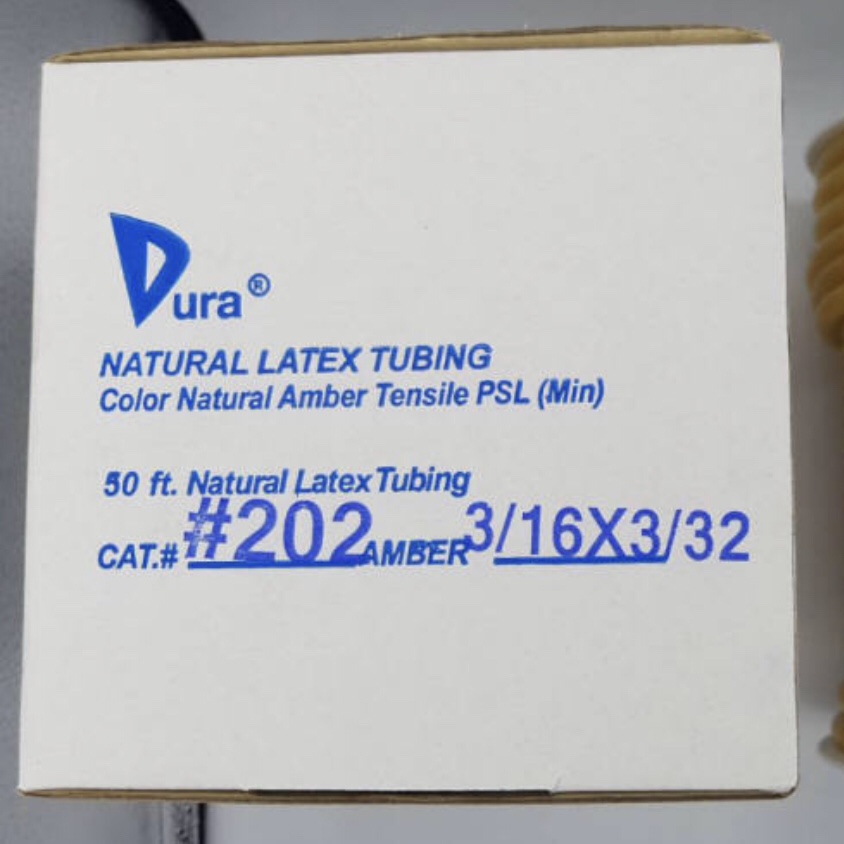 Dura®
NATURAL LATEX TUBING
Color Natural Amber Tensile PSL (Min)
50 ft. Natural Latex Tubing
CAT.# #202 AMBER 3/16X3/32